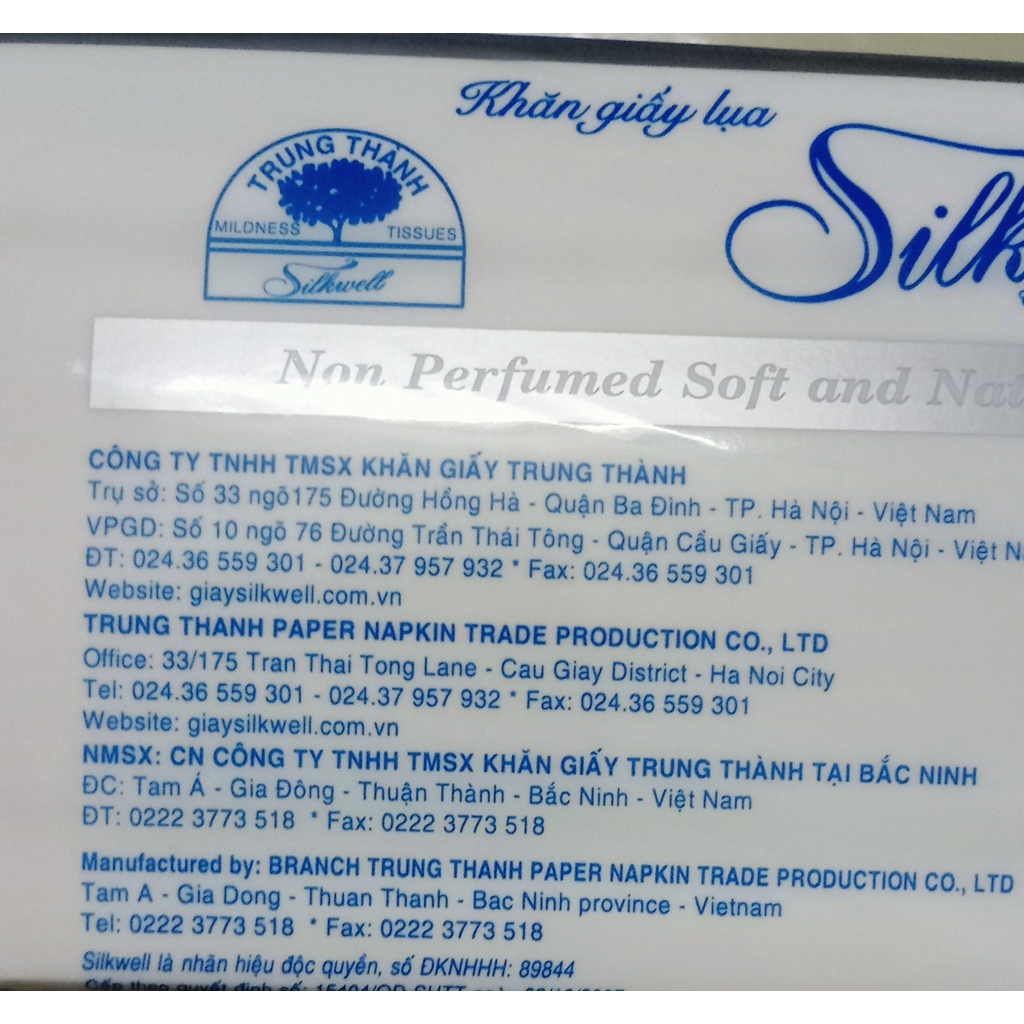 Khăn giấy lụa
TRUNG THÀNH
MILDNESS TISSUES
Silkwell
Silk
Non Perfumed Soft and Nat
CÔNG TY TNHH TMSX KHĂN GIẤY TRUNG THÀNH
Trụ sở: Số 33 ngõ175 Đường Hồng Hà - Quận Ba Đình - TP. Hà Nội - Việt Nam
VPGD: Số 10 ngõ 76 Đường Trần Thái Tông - Quận Cầu Giấy - TP. Hà Nội - Việt Na
ĐT: 024.36 559 301 - 024.37 957 932 * Fax: 024.36 559 301
Website: giaysilkwell.com.vn
TRUNG THANH PAPER NAPKIN TRADE PRODUCTION CO., LTD
Office: 33/175 Tran Thai Tong Lane - Cau Giay District - Ha Noi City
Tel: 024.36 559 301 - 024.37 957 932 * Fax: 024.36 559 301
Website: giaysilkwell.com.vn
NMSX: CN CÔNG TY TNHH TMSX KHĂN GIẤY TRUNG THÀNH TẠI BẮC NINH
ĐC: Tam Á - Gia Đông - Thuận Thành - Bắc Ninh - Việt Nam
ĐT: 0222 3773 518 * Fax: 0222 3773 518
Manufactured by: BRANCH TRUNG THANH PAPER NAPKIN TRADE PRODUCTION CO., LTD
Tam A - Gia Dong - Thuan Thanh - Bac Ninh province - Vietnam
Tel: 0222 3773 518 * Fax: 0222 3773 518
Silkwell là nhãn hiệu độc quyền, số ĐKNHHH: 89844
Cấp theo quyết định số: